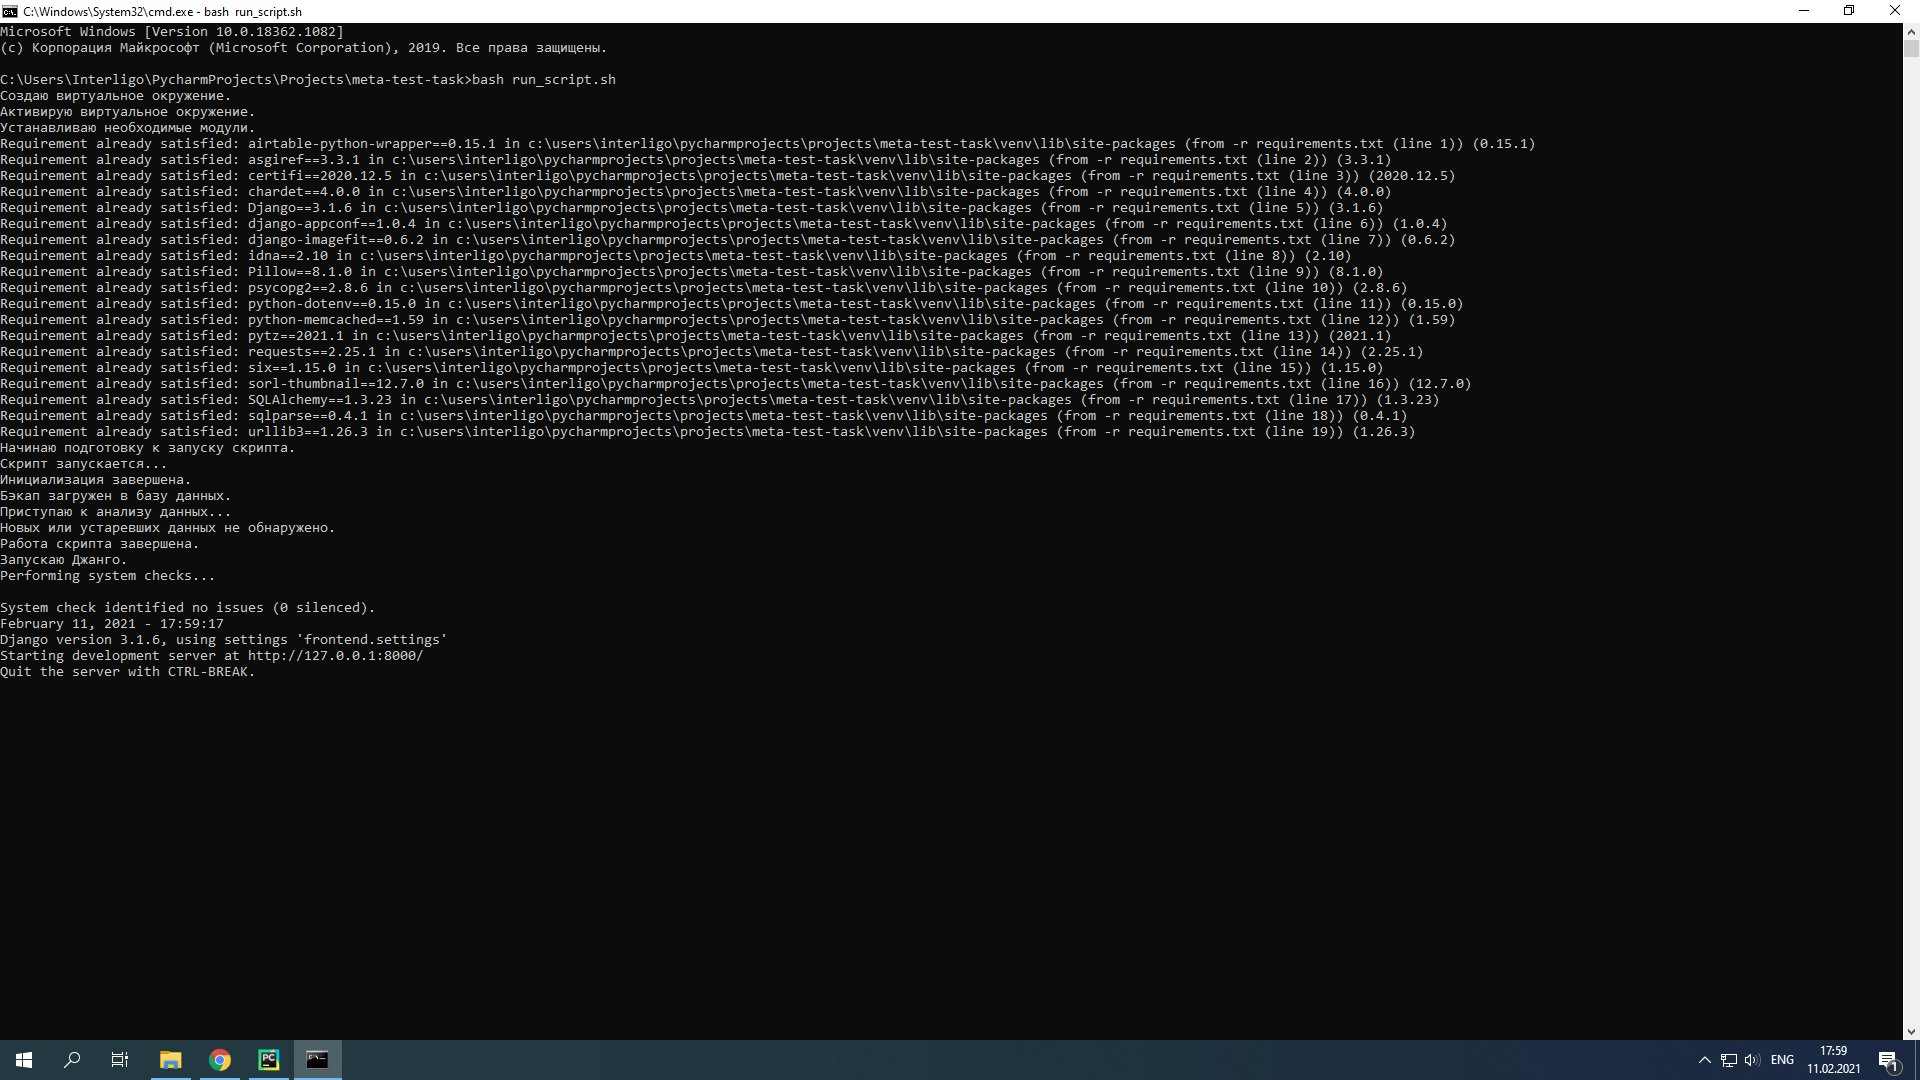 C:\Windows\System32\cmd.exe - bash  run_script.sh
Microsoft Windows [Version 10.0.18362.1082]
(c) Корпорация Майкрософт (Microsoft Corporation), 2019. Все права защищены.
C:\Users\Interligo\PycharmProjects\Projects\meta-test-task>bash run_script.sh
Создаю виртуальное окружение.
Активирую виртуальное окружение.
Устанавливаю необходимые модули.
Requirement already satisfied: airtable-python-wrapper==0.15.1 in c:\users\interligo\pycharmprojects\projects\meta-test-task\venv\lib\site-packages (from -r requirements.txt (line 1)) (0.15.1)
Requirement already satisfied: asgiref==3.3.1 in c:\users\interligo\pycharmprojects\projects\meta-test-task\venv\lib\site-packages (from -r requirements.txt (line 2)) (3.3.1)
Requirement already satisfied: certifi==2020.12.5 in c:\users\interligo\pycharmprojects\projects\meta-test-task\venv\lib\site-packages (from -r requirements.txt (line 3)) (2020.12.5)
Requirement already satisfied: chardet==4.0.0 in c:\users\interligo\pycharmprojects\projects\meta-test-task\venv\lib\site-packages (from -r requirements.txt (line 4)) (4.0.0)
Requirement already satisfied: Django==3.1.6 in c:\users\interligo\pycharmprojects\projects\meta-test-task\venv\lib\site-packages (from -r requirements.txt (line 5)) (3.1.6)
Requirement already satisfied: django-appconf==1.0.4 in c:\users\interligo\pycharmprojects\projects\meta-test-task\venv\lib\site-packages (from -r requirements.txt (line 6)) (1.0.4)
Requirement already satisfied: django-imagefit==0.6.2 in c:\users\interligo\pycharmprojects\projects\meta-test-task\venv\lib\site-packages (from -r requirements.txt (line 7)) (0.6.2)
Requirement already satisfied: idna==2.10 in c:\users\interligo\pycharmprojects\projects\meta-test-task\venv\lib\site-packages (from -r requirements.txt (line 8)) (2.10)
Requirement already satisfied: Pillow==8.1.0 in c:\users\interligo\pycharmprojects\projects\meta-test-task\venv\lib\site-packages (from -r requirements.txt (line 9)) (8.1.0)
Requirement already satisfied: psycopg2==2.8.6 in c:\users\interligo\pycharmprojects\projects\meta-test-task\venv\lib\site-packages (from -r requirements.txt (line 10)) (2.8.6)
Requirement already satisfied: python-dotenv==0.15.0 in c:\users\interligo\pycharmprojects\projects\meta-test-task\venv\lib\site-packages (from -r requirements.txt (line 11)) (0.15.0)
Requirement already satisfied: python-memcached==1.59 in c:\users\interligo\pycharmprojects\projects\meta-test-task\venv\lib\site-packages (from -r requirements.txt (line 12)) (1.59)
Requirement already satisfied: pytz==2021.1 in c:\users\interligo\pycharmprojects\projects\meta-test-task\venv\lib\site-packages (from -r requirements.txt (line 13)) (2021.1)
Requirement already satisfied: requests==2.25.1 in c:\users\interligo\pycharmprojects\projects\meta-test-task\venv\lib\site-packages (from -r requirements.txt (line 14)) (2.25.1)
Requirement already satisfied: six==1.15.0 in c:\users\interligo\pycharmprojects\projects\meta-test-task\venv\lib\site-packages (from -r requirements.txt (line 15)) (1.15.0)
Requirement already satisfied: sorl-thumbnail==12.7.0 in c:\users\interligo\pycharmprojects\projects\meta-test-task\venv\lib\site-packages (from -r requirements.txt (line 16)) (12.7.0)
Requirement already satisfied: SQLAlchemy==1.3.23 in c:\users\interligo\pycharmprojects\projects\meta-test-task\venv\lib\site-packages (from -r requirements.txt (line 17)) (1.3.23)
Requirement already satisfied: sqlparse==0.4.1 in c:\users\interligo\pycharmprojects\projects\meta-test-task\venv\lib\site-packages (from -r requirements.txt (line 18)) (0.4.1)
Requirement already satisfied: urllib3==1.26.3 in c:\users\interligo\pycharmprojects\projects\meta-test-task\venv\lib\site-packages (from -r requirements.txt (line 19)) (1.26.3)
Начинаю подготовку к запуску скрипта.
Скрипт запускается...
Инициализация завершена.
Бэкап загружен в базу данных.
Приступаю к анализу данных...
Новых или устаревших данных не обнаружено.
Работа скрипта завершена.
Запускаю Джанго.
Performing system checks...
System check identified no issues (0 silenced).
February 11, 2021 - 17:59:17
Django version 3.1.6, using settings 'frontend.settings'
Starting development server at http://127.0.0.1:8000/
Quit the server with CTRL-BREAK.
PC
ENG
17:59
11.02.2021
1